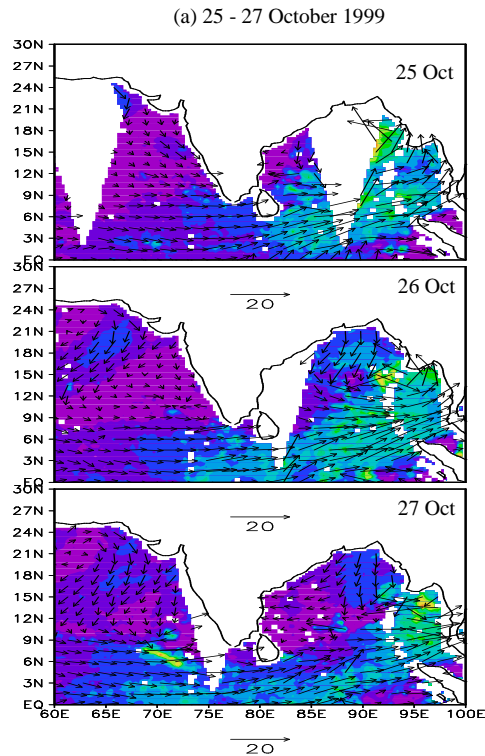 (a) 25 - 27 October 1999
30N
27N
25 Oct
24N
21N
18N
15N
12N
9N
6N
3N
EQ
30N
20
26 Oct
27N
24N
21N
18N
15N
12N
9N
6N
3N
EQ
30N
20
27 Oct
27N
24N
21N
18N
15N
12N
9N
6N
3N
EQ
60E 65E 70E 75E 80E 85E 90E 95E 100E
20